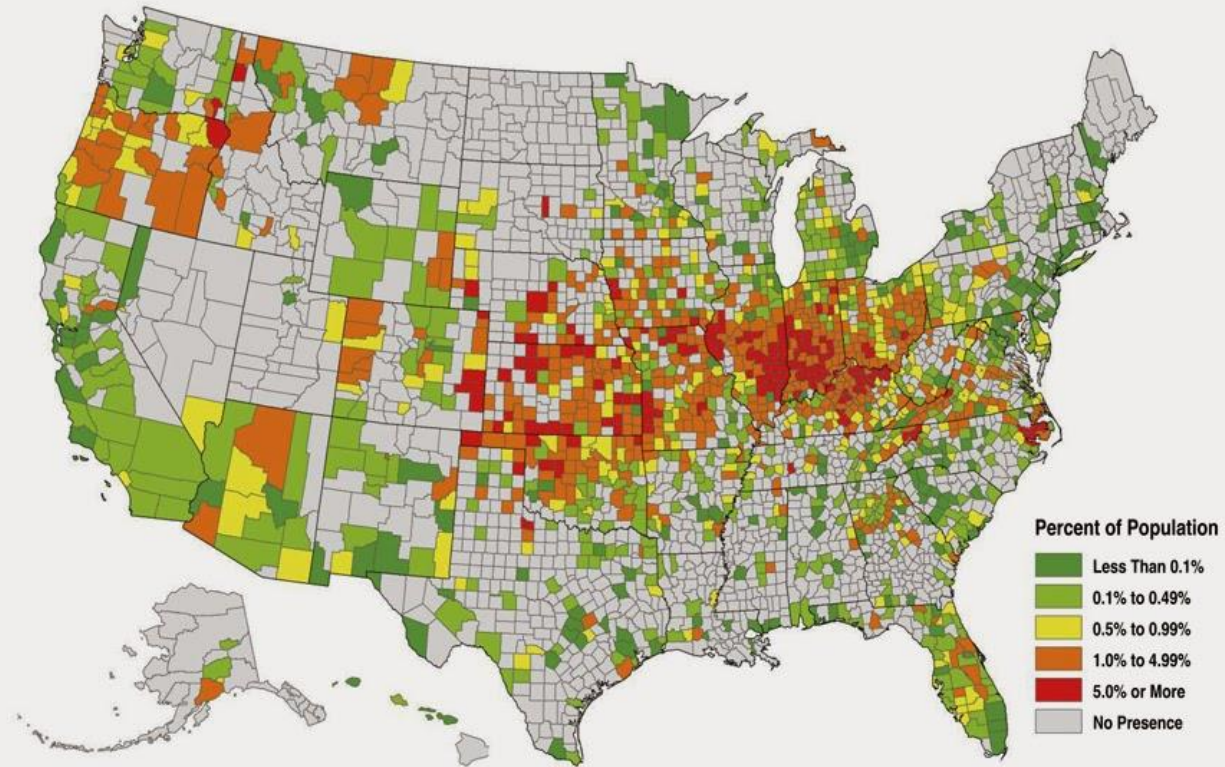 Percent of Population
Less Than 0.1%
0.1% to 0.49%
0.5% to 0.99%
1.0% to 4.99%
5.0% or More
No Presence